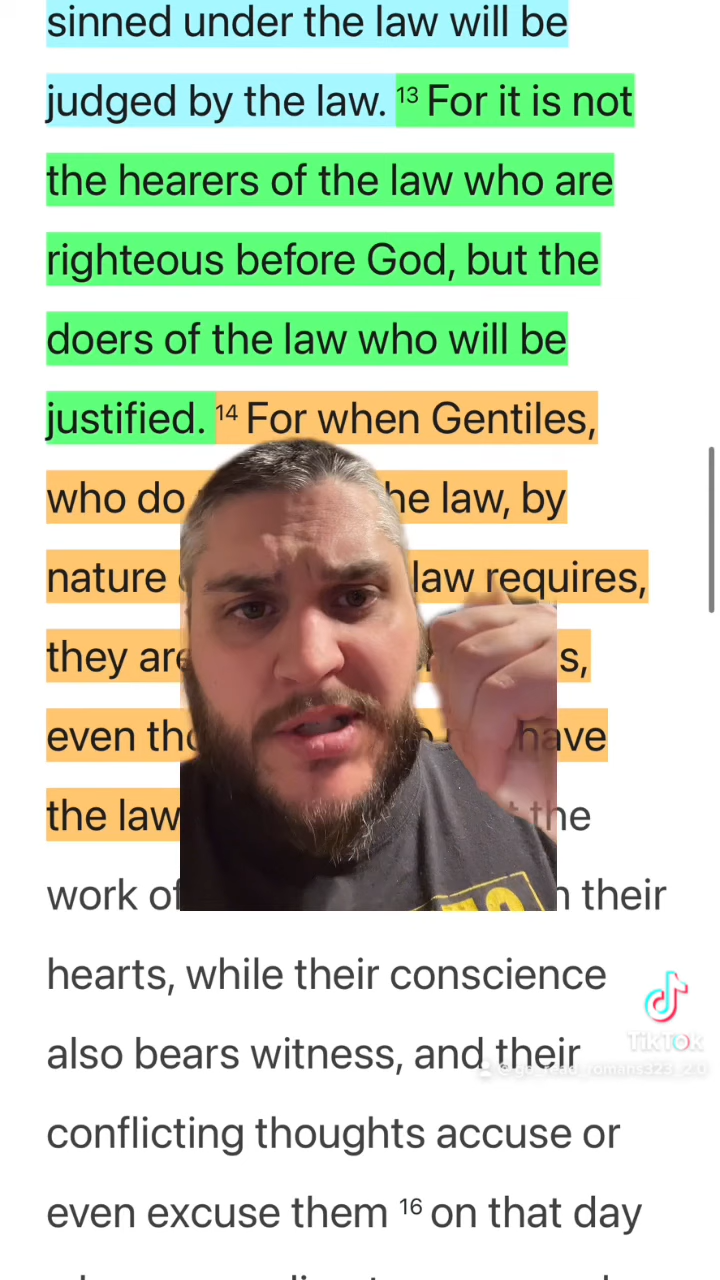 sinned under the law will be
judged by the law. 13 For it is not
the hearers of the law who are
righteous before God, but the
doers of the law who will be
justified. 14 For when Gentiles,
who do he law, by
nature law requires,
they are s,
even tho have
the law the
work of n their
hearts, while their conscience
also bears witness, and their
TikTok
conflicting thoughts accuse or
even excuse them 16 on that day